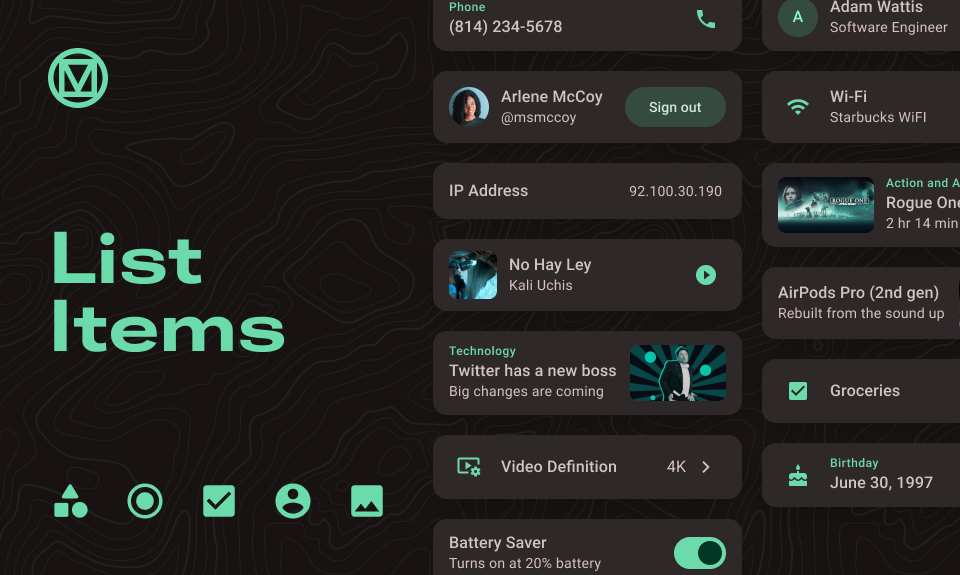 List
Items
Phone
(814) 234-5678
Arlene McCoy
@msmccoy
Sign out
IP Address
92.100.30.190
No Hay Ley
Kali Uchis
Technology
Twitter has a new boss
Big changes are coming
Video Definition
4K
Battery Saver
Turns on at 20% battery
A
Adam Wattis
Software Engineer
Wi-Fi
Starbucks WiFI
ROGUE ONE
Action and A
Rogue One
2 hr 14 min
AirPods Pro (2nd gen)
Rebuilt from the sound up
Groceries
Birthday
June 30, 1997